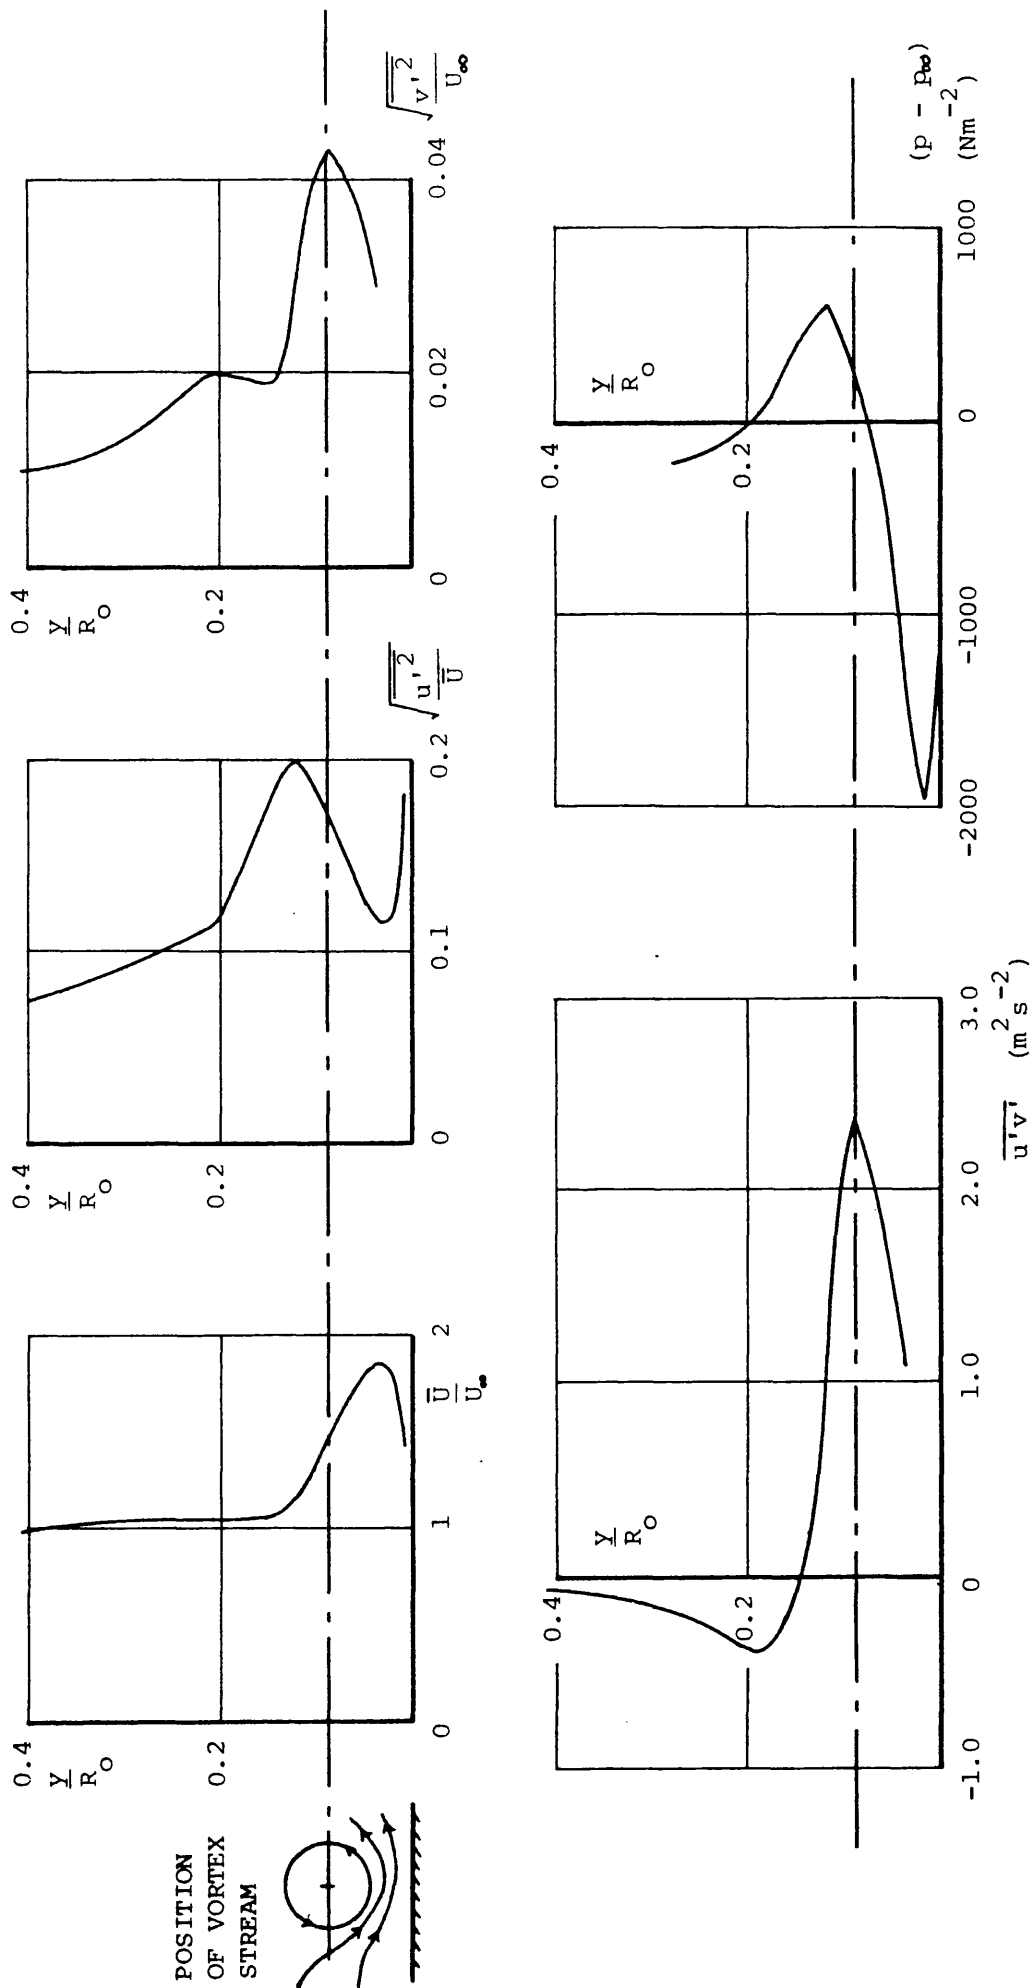 POSITION
OF VORTEX
STREAM
0.4
y
R₀
0.2
0
1
2
U̅
U∞
0.4
y
R₀
0.2
0
0.1
0.2
√u'²
U̅
0.4
y
R₀
0.2
0
0.02
0.04
√v'²
U∞
0.4
0.2
y
R₀
-1.0
0
1.0
2.0
3.0
u'v' (m²s⁻²)
0.4
0.2
y
R₀
-2000
-1000
0
1000
(p - p∞)
(Nm⁻²)